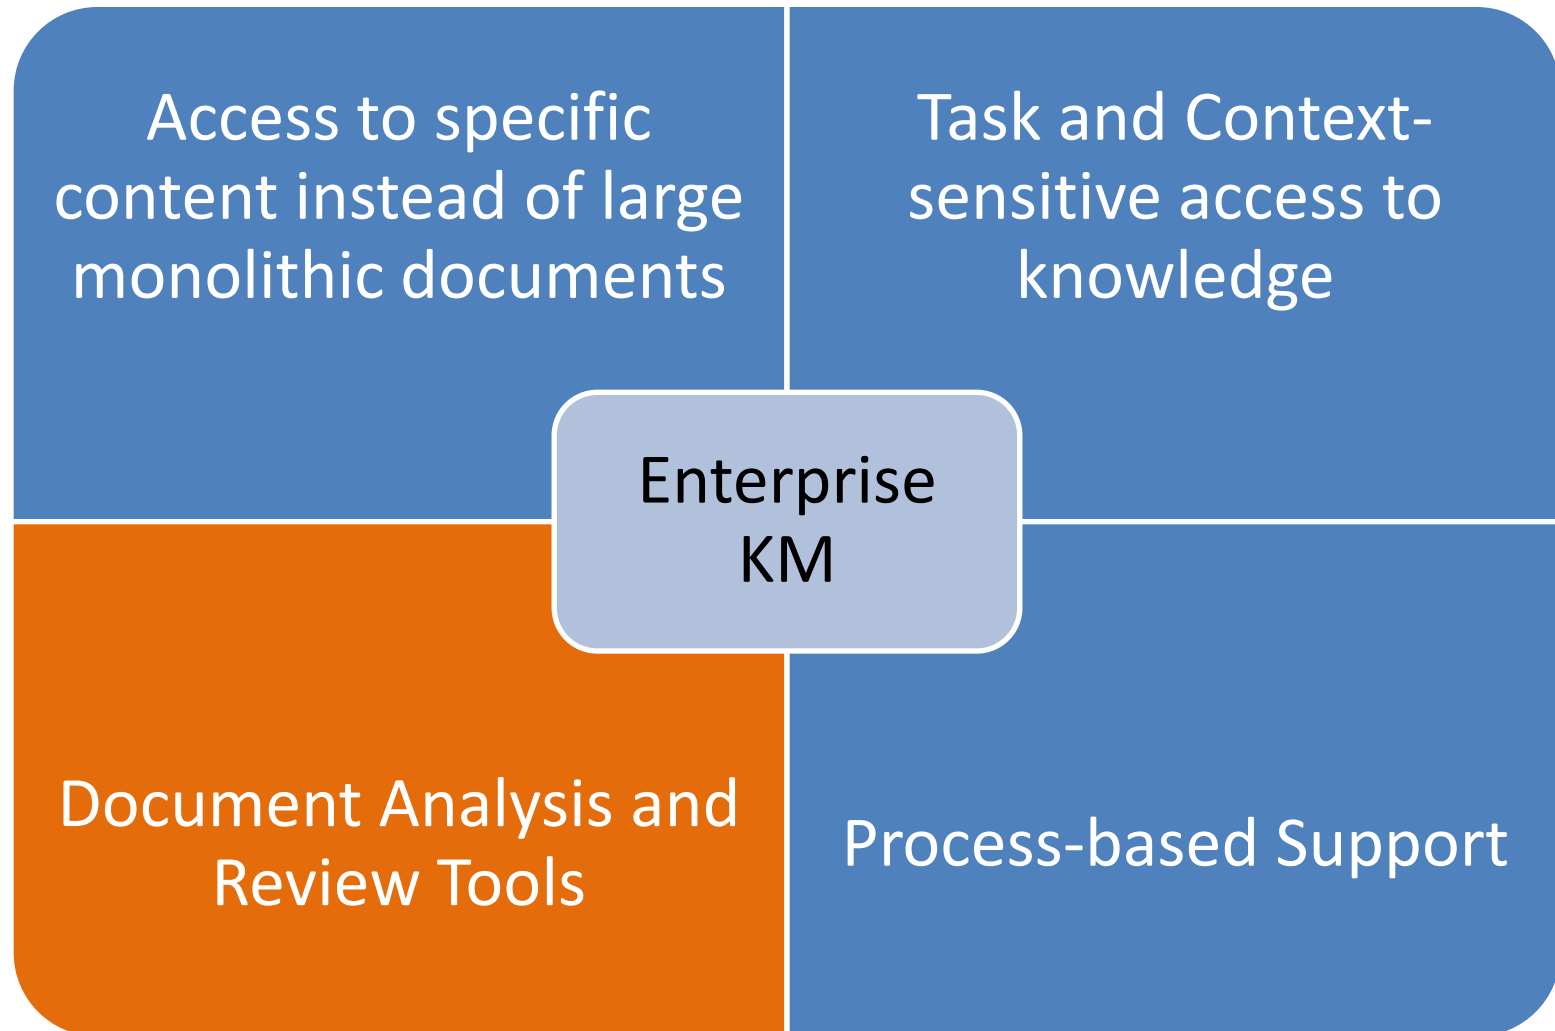 Access to specific
content instead of large
monolithic documents
Task and Context-
sensitive access to
knowledge
Enterprise
KM
Document Analysis and
Review Tools
Process-based Support